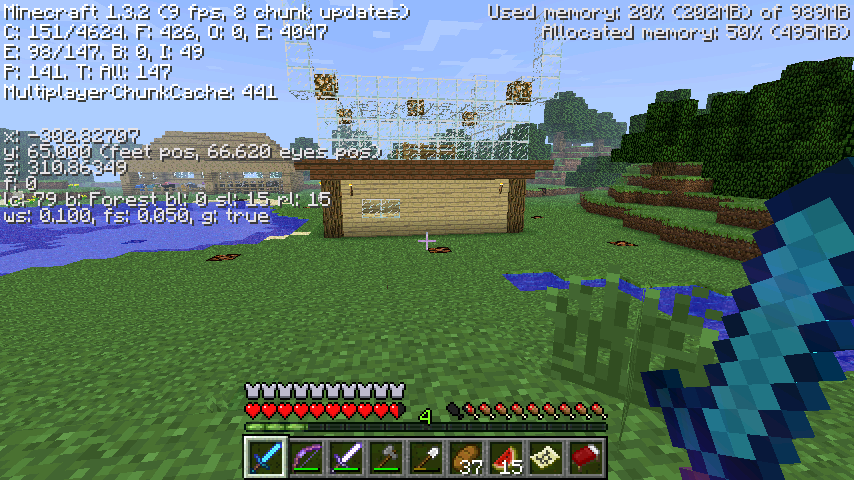 Minecraft 1.3.2 (9 fps, 8 chunk updates)
Used memory: 20% (202MB) of 989MB
C: 151/4624, F: 426, O: 0, E: 4047
Allocated memory: 50% (495MB)
E: 98/147, B: 0, I: 49
P: 141, T: All: 147
MultiplayerChunkCache: 441
x: -302.82707
y: 65.000 (feet pos, 66.620 eyes pos)
z: 310.86349
f: 0
lc: 79 b: Forest bl: 0 sl: 15 rl: 15
ws: 0.100, fs: 0.050, g: true
4
37
15